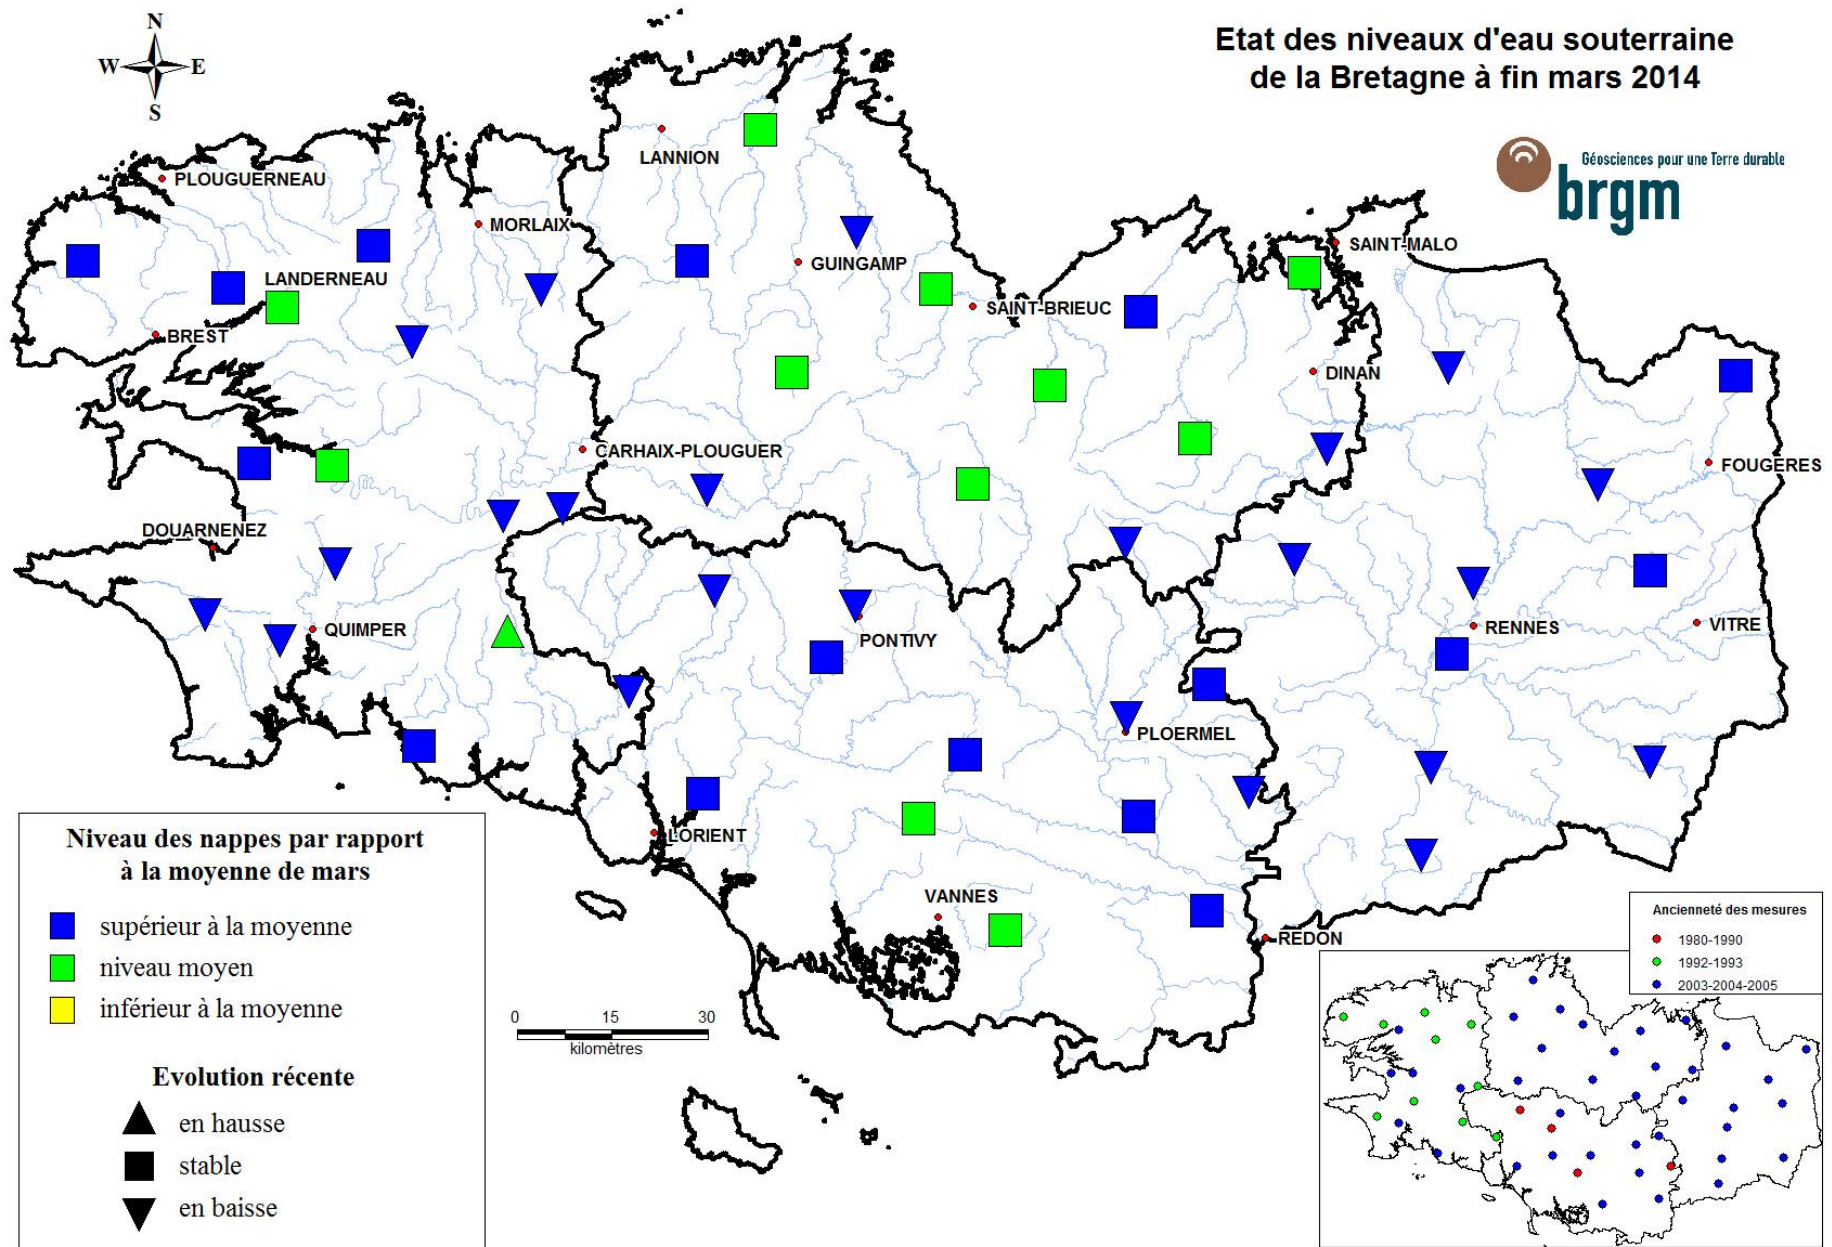 Etat des niveaux d'eau souterraine
de la Bretagne à fin mars 2014
N
W
E
S
Géosciences pour une Terre durable
brgm
LANNION
PLOUGUERNEAU
MORLAIX
SAINT-MALO
GUINGAMP
LANDERNEAU
SAINT-BRIEUC
BREST
DINAN
CARHAIX-PLOUGUER
FOUGERES
DOUARNENEZ
QUIMPER
PONTIVY
RENNES
VITRE
PLOERMEL
LORIENT
VANNES
REDON
Niveau des nappes par rapport
à la moyenne de mars
supérieur à la moyenne
niveau moyen
inférieur à la moyenne
Evolution récente
en hausse
stable
en baisse
0 15 30
kilomètres
Ancienneté des mesures
1980-1990
1992-1993
2003-2004-2005